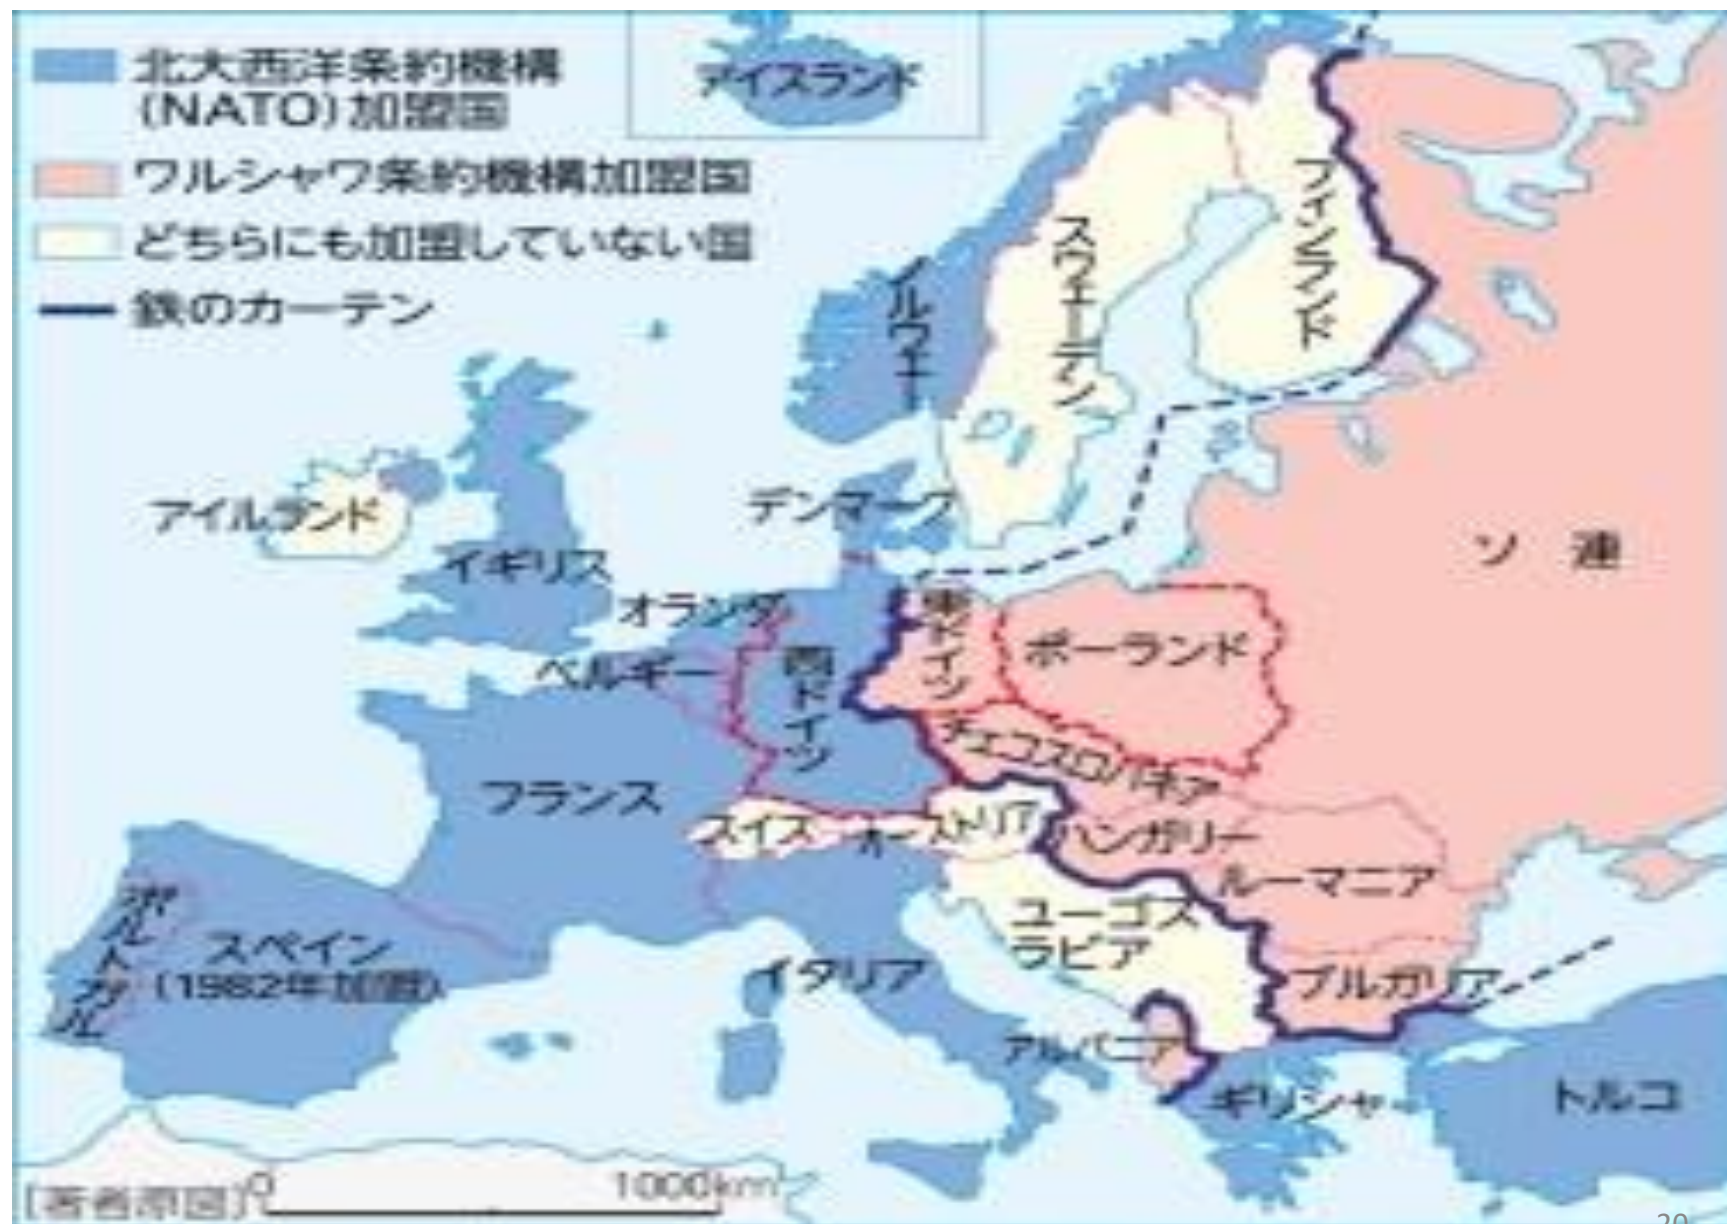 北大西洋条約機構
(NATO)加盟国
ワルシャワ条約機構加盟国
どちらにも加盟していない国
鉄のカーテン
アイスランド
フィンランド
スウェーデン
ノルウェー
デンマーク
アイルランド
イギリス
オランダ
ベルギー
西ドイツ
東ドイツ
ポーランド
ソ連
チェコスロバキア
フランス
スイス
オーストリア
ハンガリー
ルーマニア
ユーゴス
ラビア
ブルガリア
ポルトガル
スペイン
(1982年加盟)
イタリア
アルバニア
ギリシャ
トルコ
[著者原図]
0
1000km
20